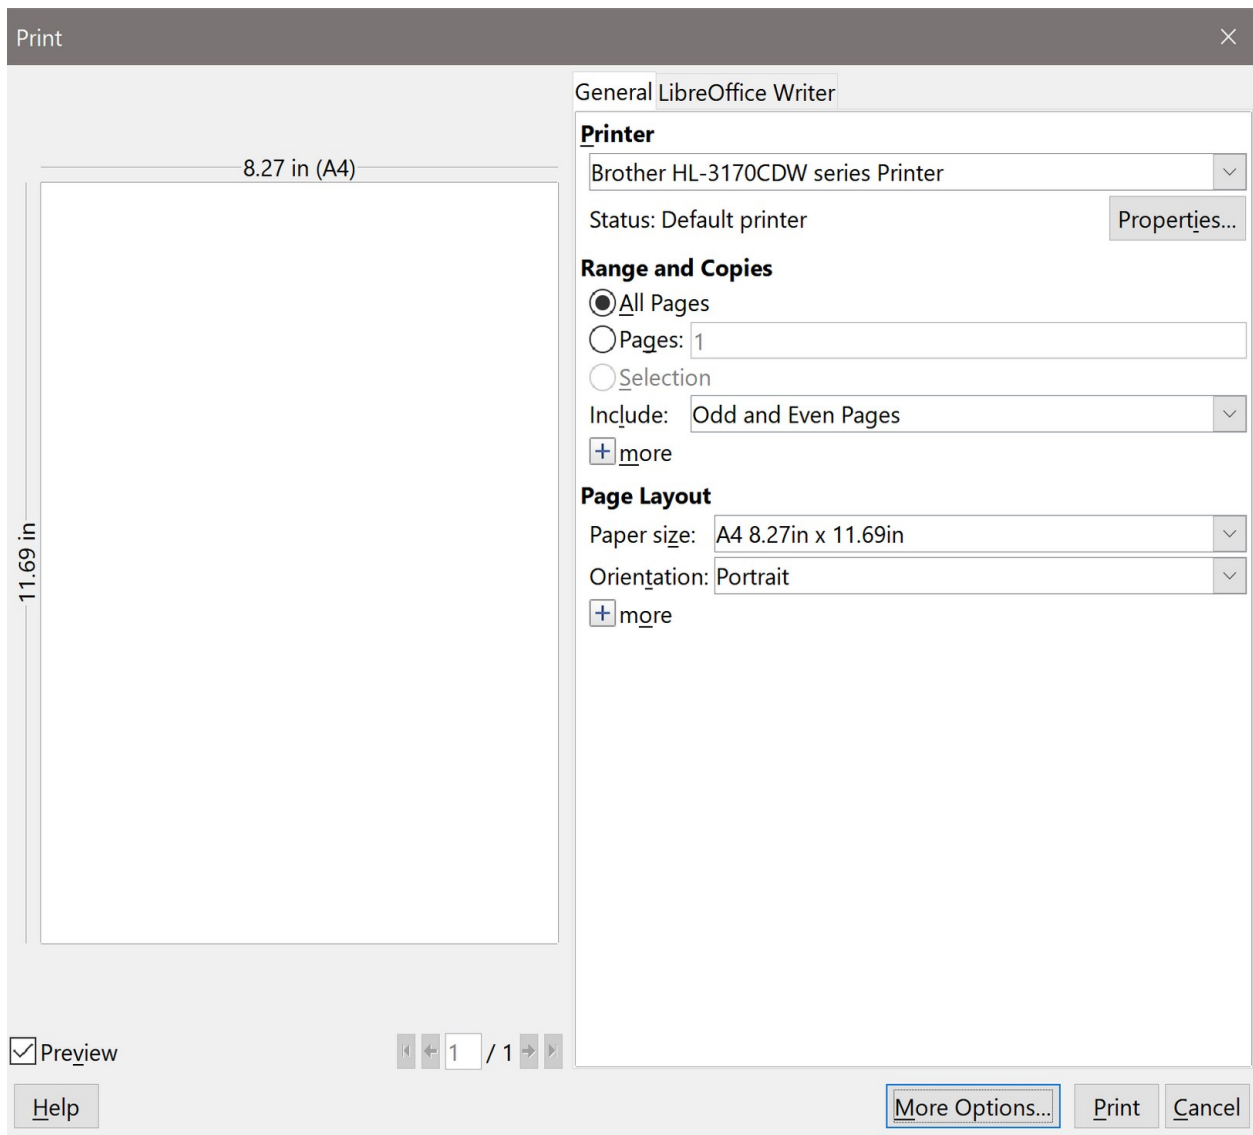 Print
General LibreOffice Writer
Printer
8.27 in (A4)
Brother HL-3170CDW series Printer
Status: Default printer Properties...
Range and Copies
All Pages
Pages: 1
Selection
Include: Odd and Even Pages
more
Page Layout
11.69 in
Paper size: A4 8.27in x 11.69in
Orientation: Portrait
more
Preview 1 / 1
Help More Options... Print Cancel